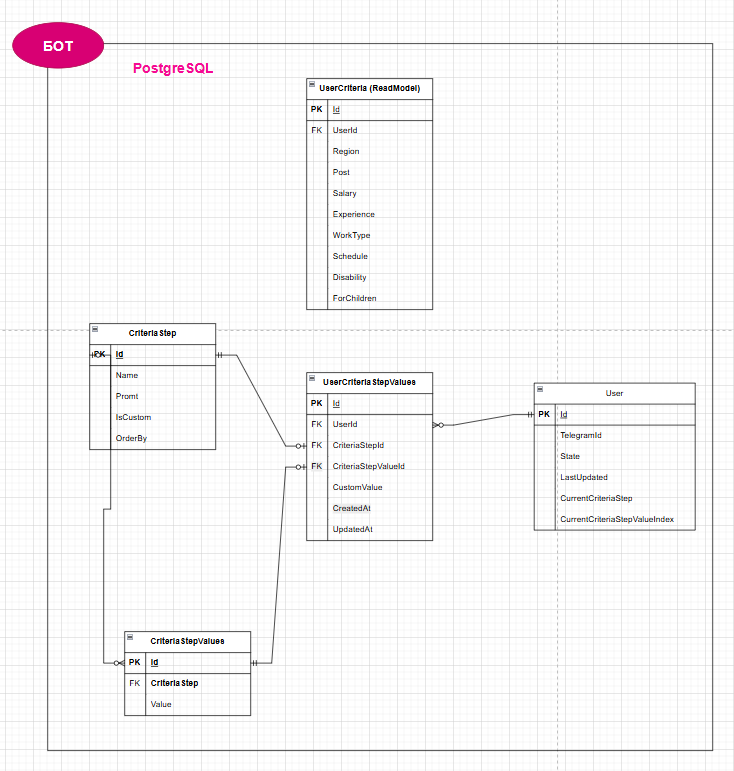 БОТ
PostgreSQL
UserCriteria (ReadModel)
PK Id
FK UserId
Region
Post
Salary
Experience
WorkType
Schedule
Disability
ForChildren
CriteriaStep
PK Id
Name
Promt
IsCustom
OrderBy
UserCriteriaStepValues
PK Id
FK UserId
FK CriteriaStepId
FK CriteriaStepValueId
CustomValue
CreatedAt
UpdatedAt
User
PK Id
TelegramId
State
LastUpdated
CurrentCriteriaStep
CurrentCriteriaStepValueIndex
CriteriaStepValues
PK Id
FK CriteriaStep
Value